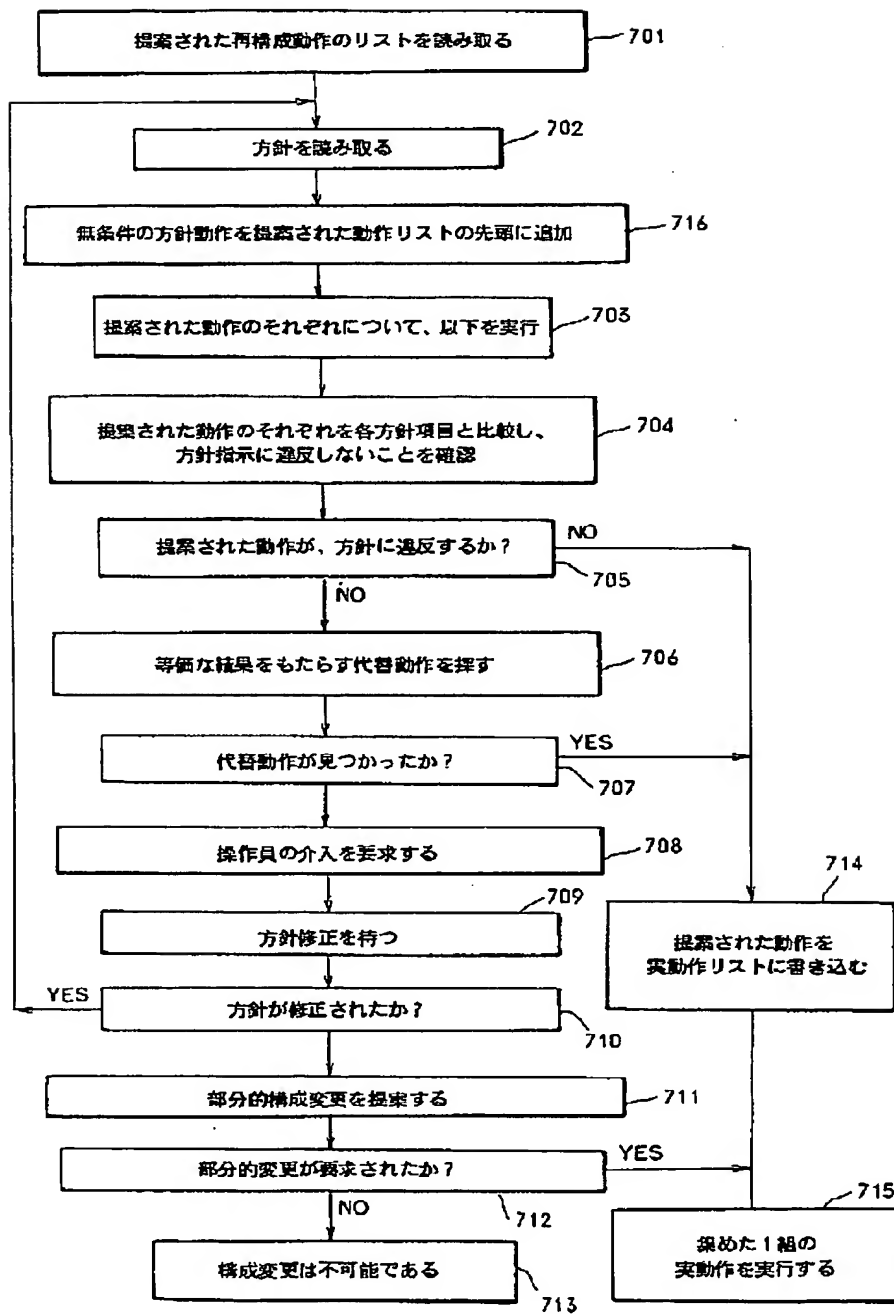 提案された再構成動作のリストを読み取る
701
方針を読み取る
702
無条件の方針動作を提案された動作リストの先頭に追加
716
提案された動作のそれぞれについて、以下を実行
703
提案された動作のそれぞれを各方針項目と比較し、
方針指示に違反しないことを確認
704
提案された動作が、方針に違反するか?
NO
705
NO
等価な結果をもたらす代替動作を探す
706
代替動作が見つかったか?
YES
707
操作員の介入を要求する
708
709
方針修正を待つ
714
提案された動作を
実動作リストに書き込む
YES
方針が修正されたか?
710
部分的構成変更を提案する
711
部分的変更が要求されたか?
YES
712
NO
715
集めた1組の
実動作を実行する
構成変更は不可能である
713